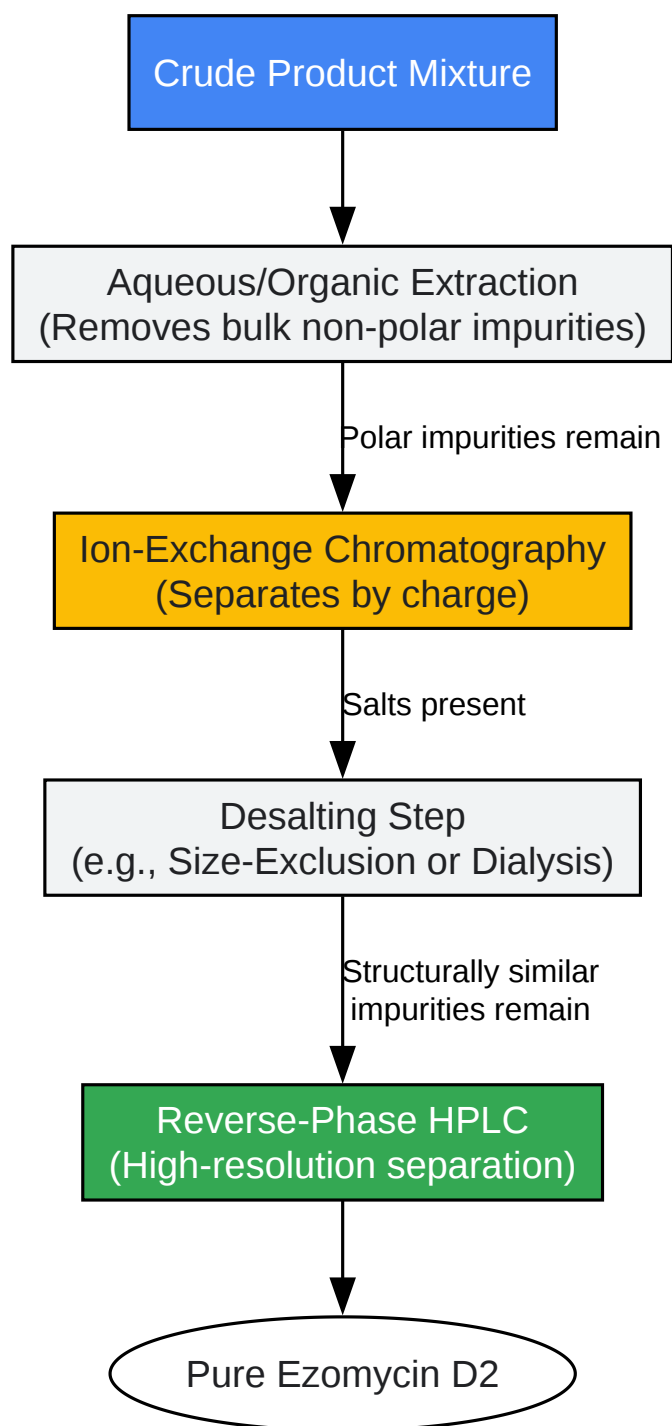 Crude Product Mixture
Aqueous/Organic Extraction
(Removes bulk non-polar impurities)
Polar impurities remain
Ion-Exchange Chromatography
(Separates by charge)
Salts present
Desalting Step
(e.g., Size-Exclusion or Dialysis)
Structurally similar
impurities remain
Reverse-Phase HPLC
(High-resolution separation)
Pure Ezomycin D2